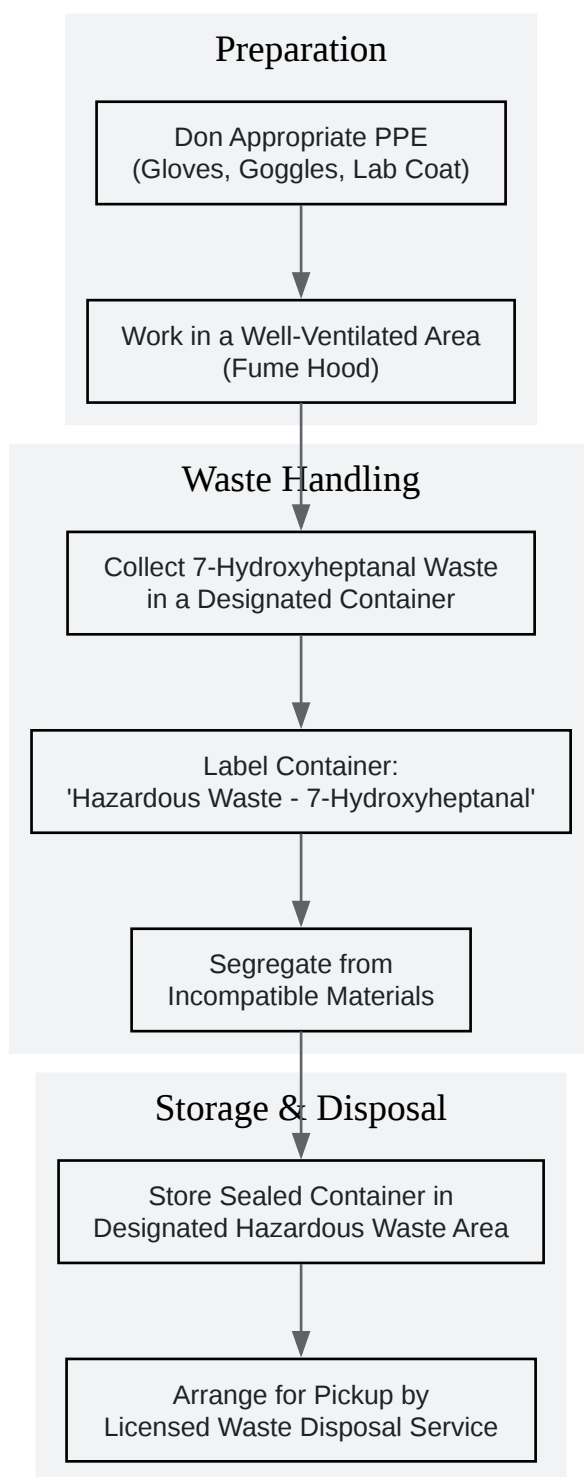 Preparation
Don Appropriate PPE
(Gloves, Goggles, Lab Coat)
Work in a Well-Ventilated Area
(Fume Hood)
Waste Handling
Collect 7-Hydroxyheptanal Waste
in a Designated Container
Label Container:
'Hazardous Waste - 7-Hydroxyheptanal'
Segregate from
Incompatible Materials
Storage & Disposal
Store Sealed Container in
Designated Hazardous Waste Area
Arrange for Pickup by
Licensed Waste Disposal Service